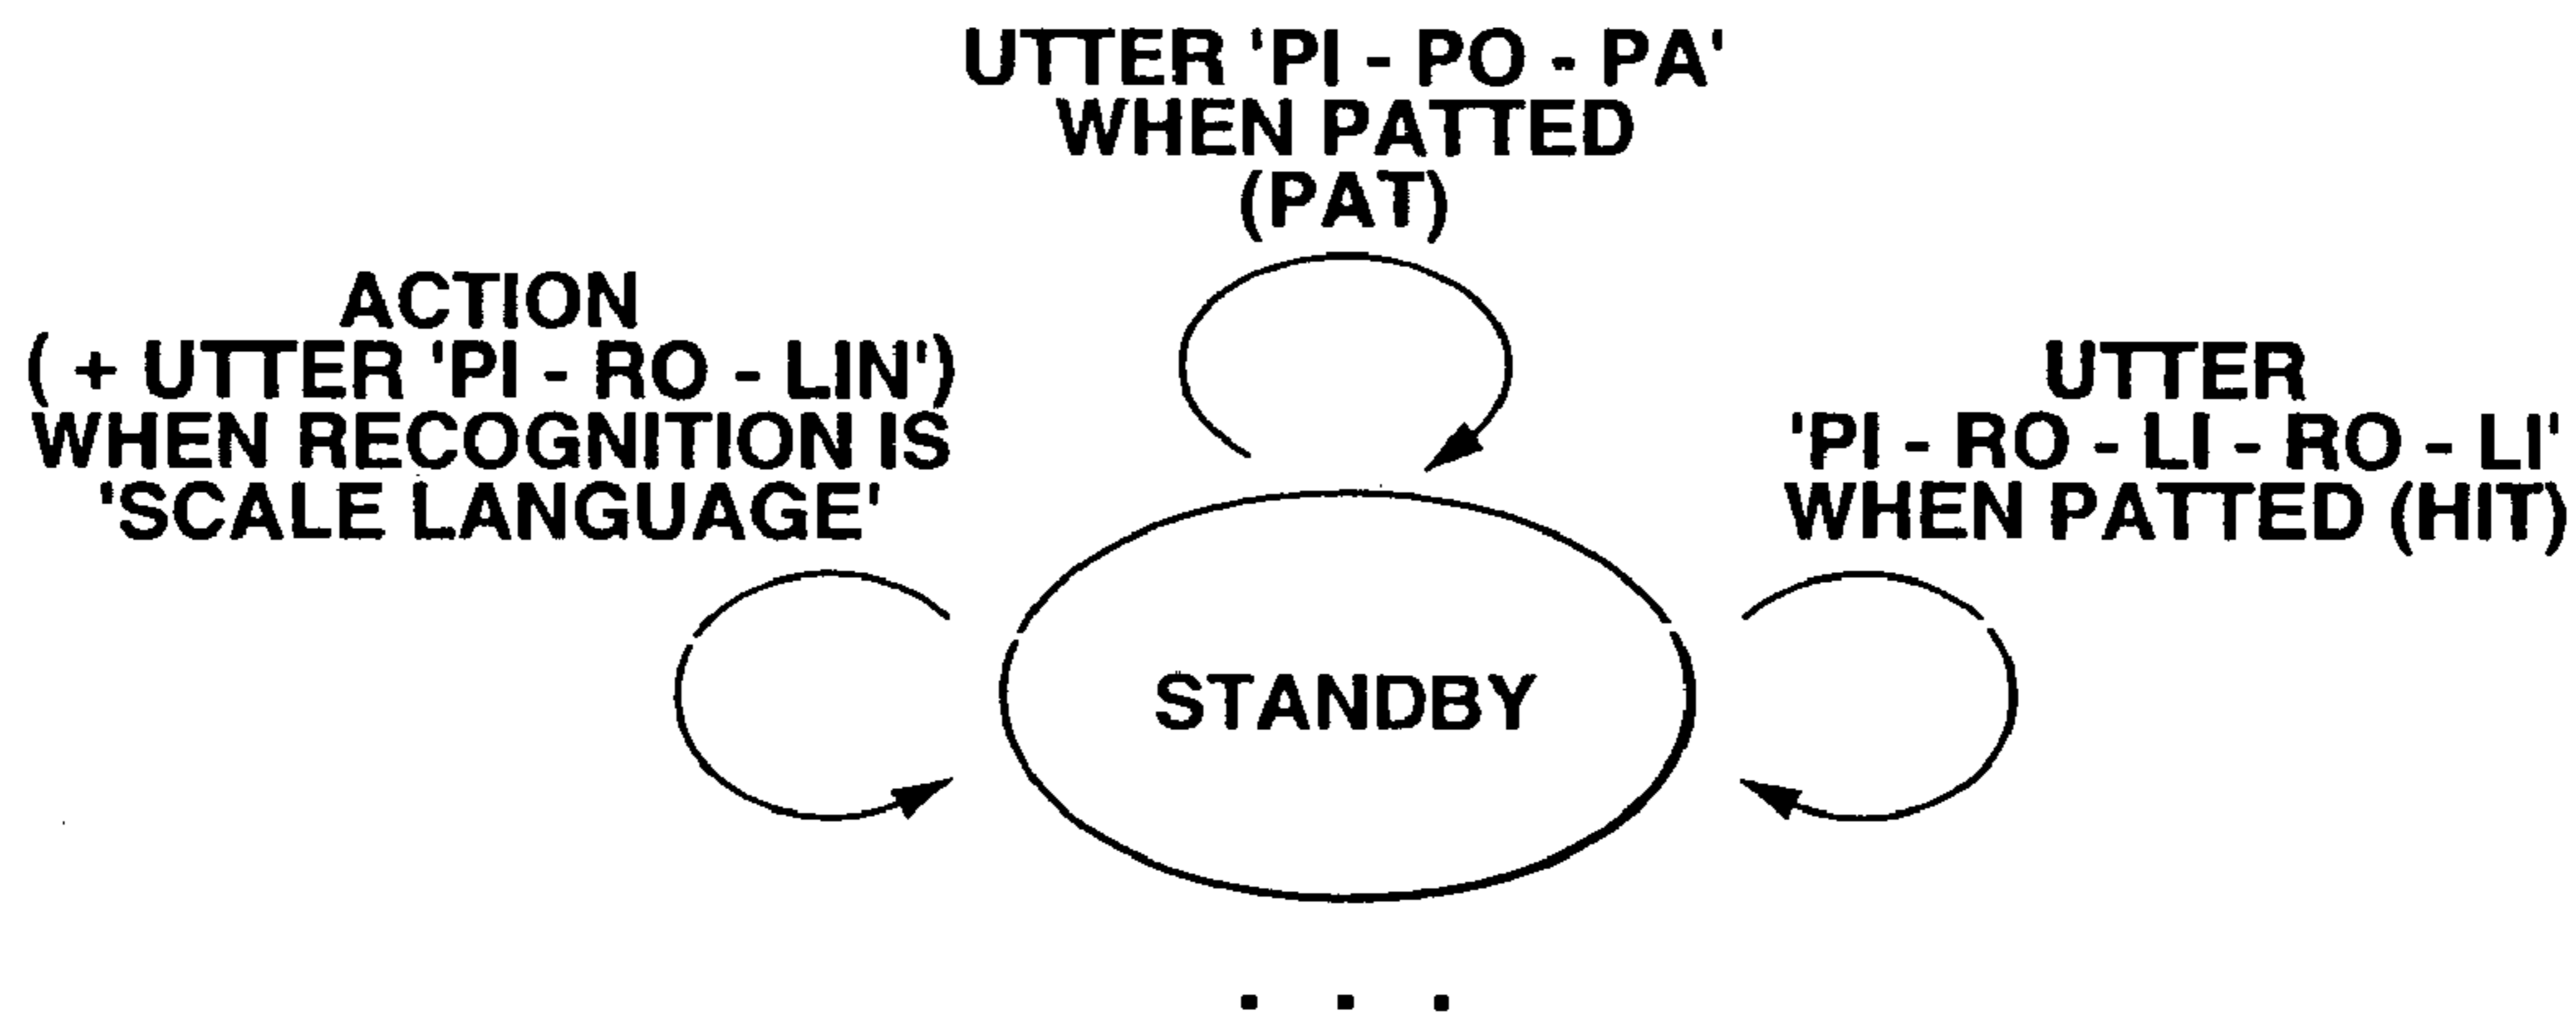 UTTER 'PI - PO - PA'
WHEN PATTED
(PAT)
ACTION
( + UTTER 'PI - RO - LIN')
WHEN RECOGNITION IS
'SCALE LANGUAGE'
UTTER
'PI - RO - LI - RO - LI'
WHEN PATTED (HIT)
STANDBY
. . .